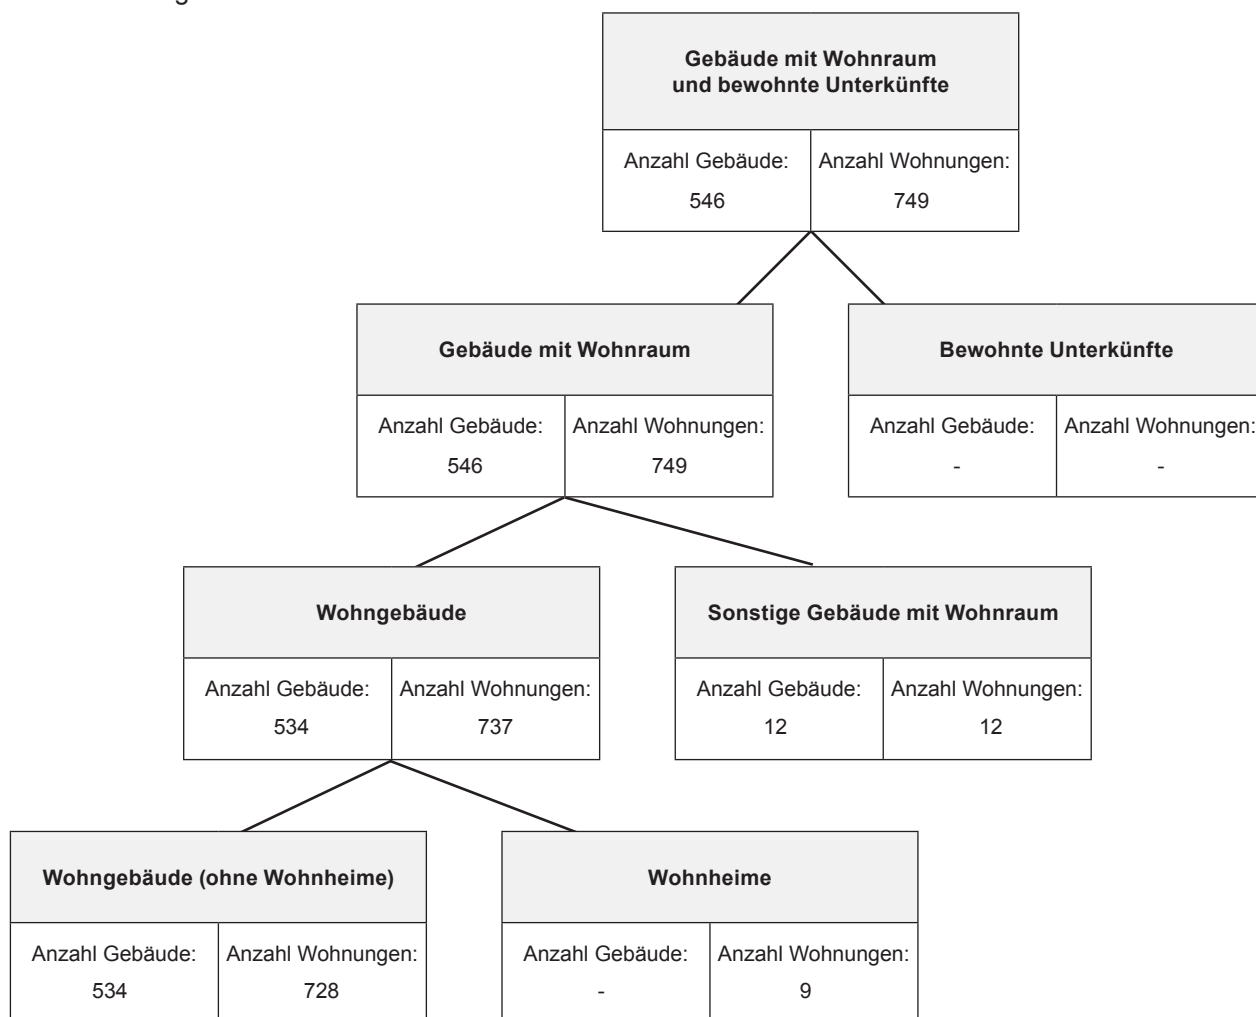 Gebäude mit Wohnraum
und bewohnte Unterkünfte
Anzahl Gebäude: Anzahl Wohnungen:
546 749
Gebäude mit Wohnraum
Anzahl Gebäude: Anzahl Wohnungen:
546 749
Bewohnte Unterkünfte
Anzahl Gebäude: Anzahl Wohnungen:
- -
Wohngebäude
Anzahl Gebäude: Anzahl Wohnungen:
534 737
Sonstige Gebäude mit Wohnraum
Anzahl Gebäude: Anzahl Wohnungen:
12 12
Wohngebäude (ohne Wohnheime)
Anzahl Gebäude: Anzahl Wohnungen:
534 728
Wohnheime
Anzahl Gebäude: Anzahl Wohnungen:
- 9